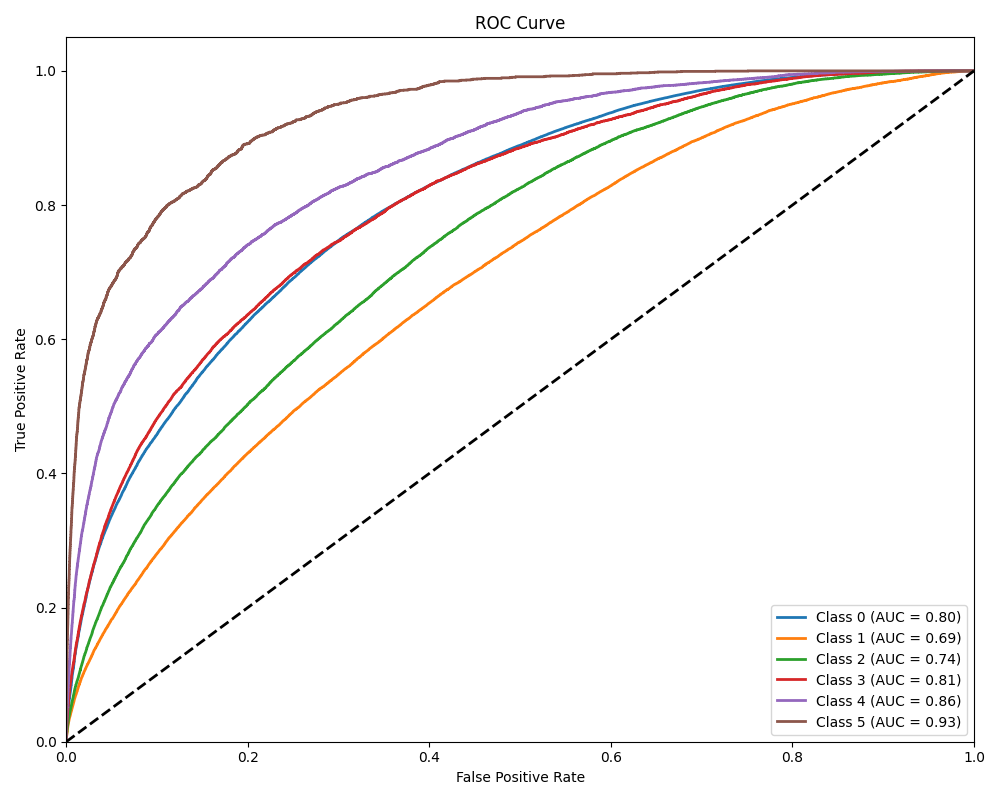 ROC Curve
True Positive Rate
1.0
0.8
0.6
0.4
0.2
0.0
0.0 0.2 0.4 0.6 0.8 1.0
False Positive Rate
Class 0 (AUC = 0.80)
Class 1 (AUC = 0.69)
Class 2 (AUC = 0.74)
Class 3 (AUC = 0.81)
Class 4 (AUC = 0.86)
Class 5 (AUC = 0.93)